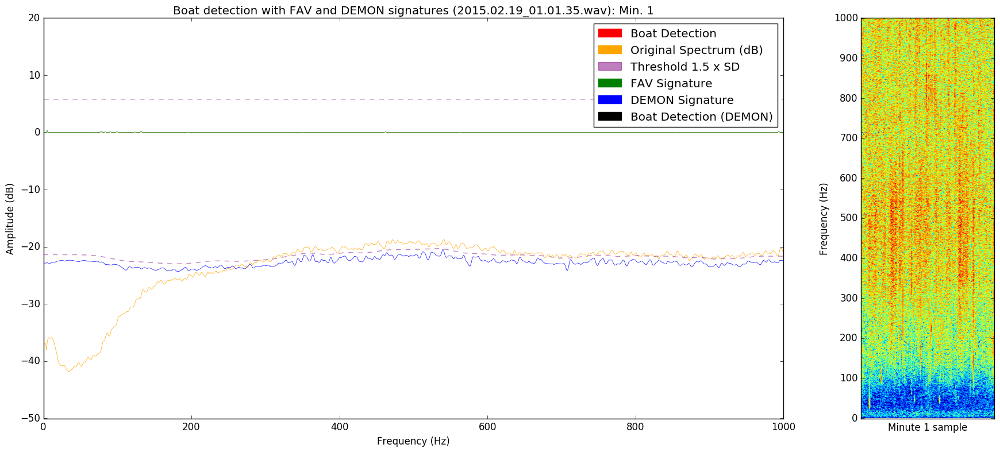 Boat detection with FAV and DEMON signatures (2015.02.19_01.01.35.wav): Min. 1
20
10
0
−10
−20
−30
−40
−50
Amplitude (dB)
0
200
400
600
800
1000
Frequency (Hz)
Boat Detection
Original Spectrum (dB)
Threshold 1.5 x SD
FAV Signature
DEMON Signature
Boat Detection (DEMON)
1000
900
800
700
600
500
400
300
200
100
0
Frequency (Hz)
Minute 1 sample